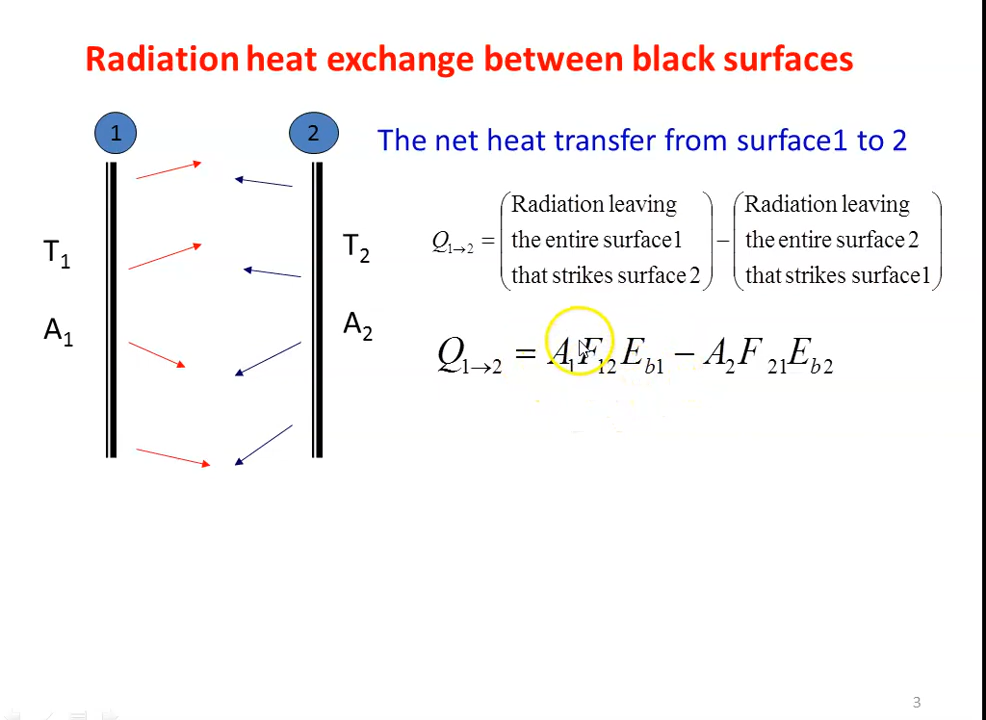 Radiation heat exchange between black surfaces
1
2
The net heat transfer from surface1 to 2
Q₁→₂ = (Radiation leaving the entire surface1 that strikes surface 2) − (Radiation leaving the entire surface 2 that strikes surface1)
T₁
T₂
A₁
A₂
Q₁→₂ = A₁F₁₂E_b1 − A₂F₂₁E_b2
3